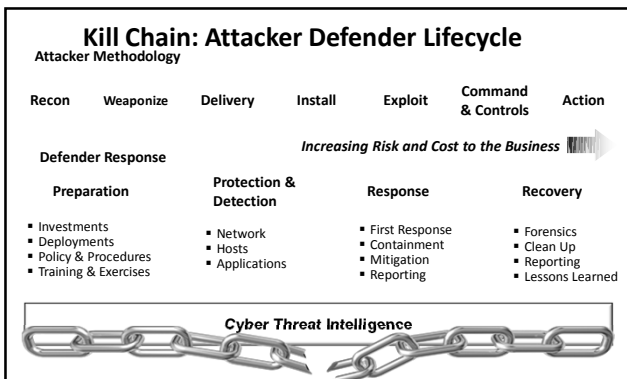 Kill Chain: Attacker Defender Lifecycle
Attacker Methodology
Recon Weaponize Delivery Install Exploit Command & Controls Action
Increasing Risk and Cost to the Business
Defender Response
Preparation
▪ Investments
▪ Deployments
▪ Policy & Procedures
▪ Training & Exercises
Protection &
Detection
▪ Network
▪ Hosts
▪ Applications
Response
▪ First Response
▪ Containment
▪ Mitigation
▪ Reporting
Recovery
▪ Forensics
▪ Clean Up
▪ Reporting
▪ Lessons Learned
Cyber Threat Intelligence